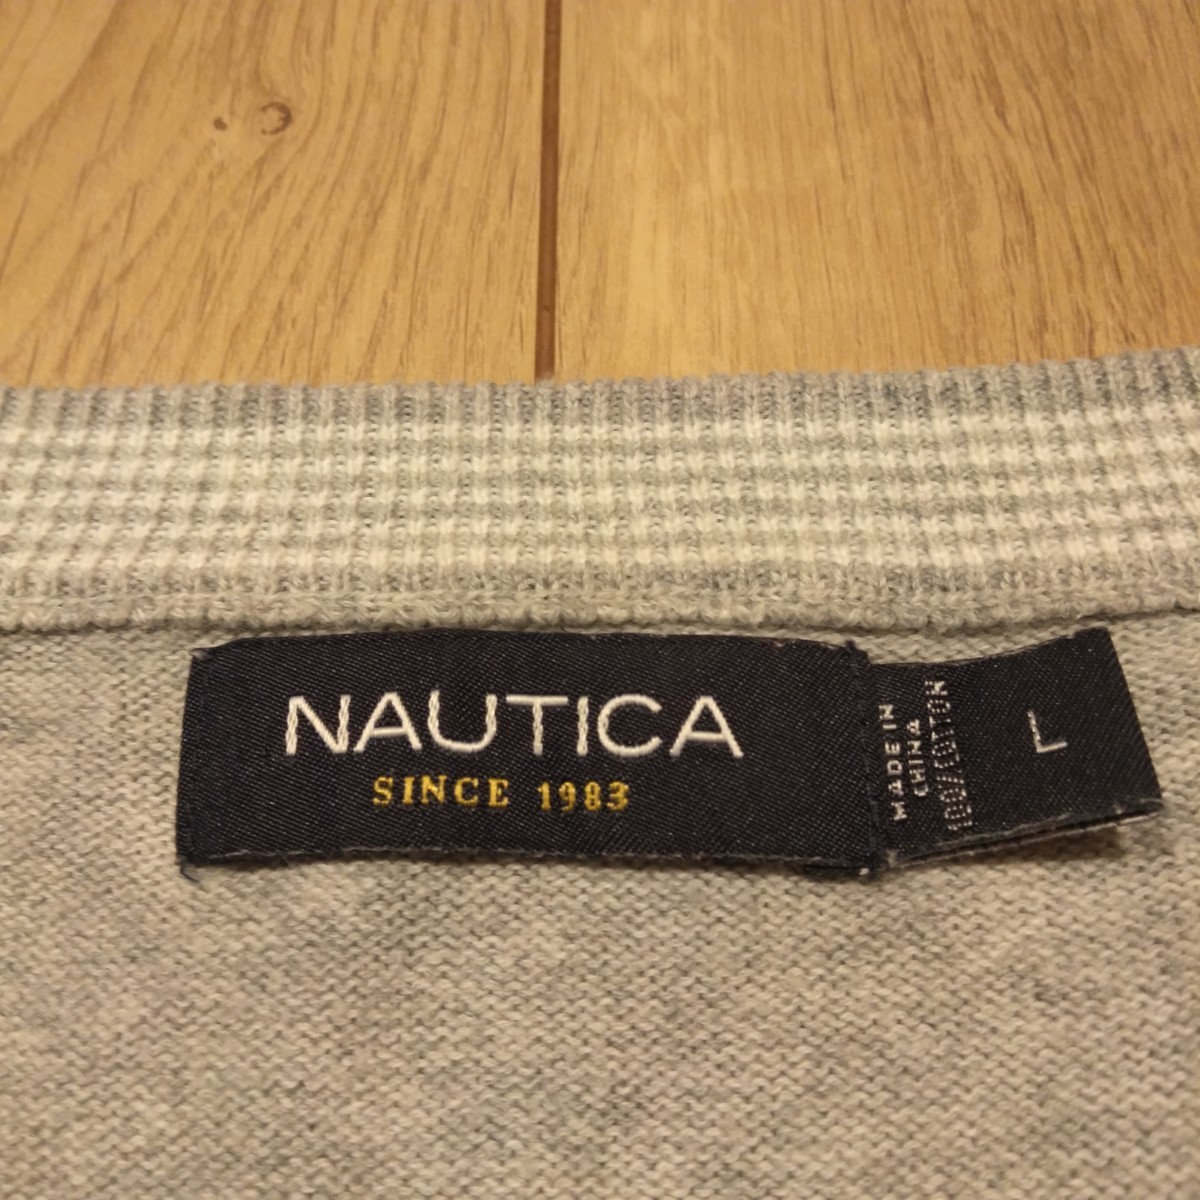 NAUTICA
SINCE 1983
MADE IN
CHINA
100%COTTON
L